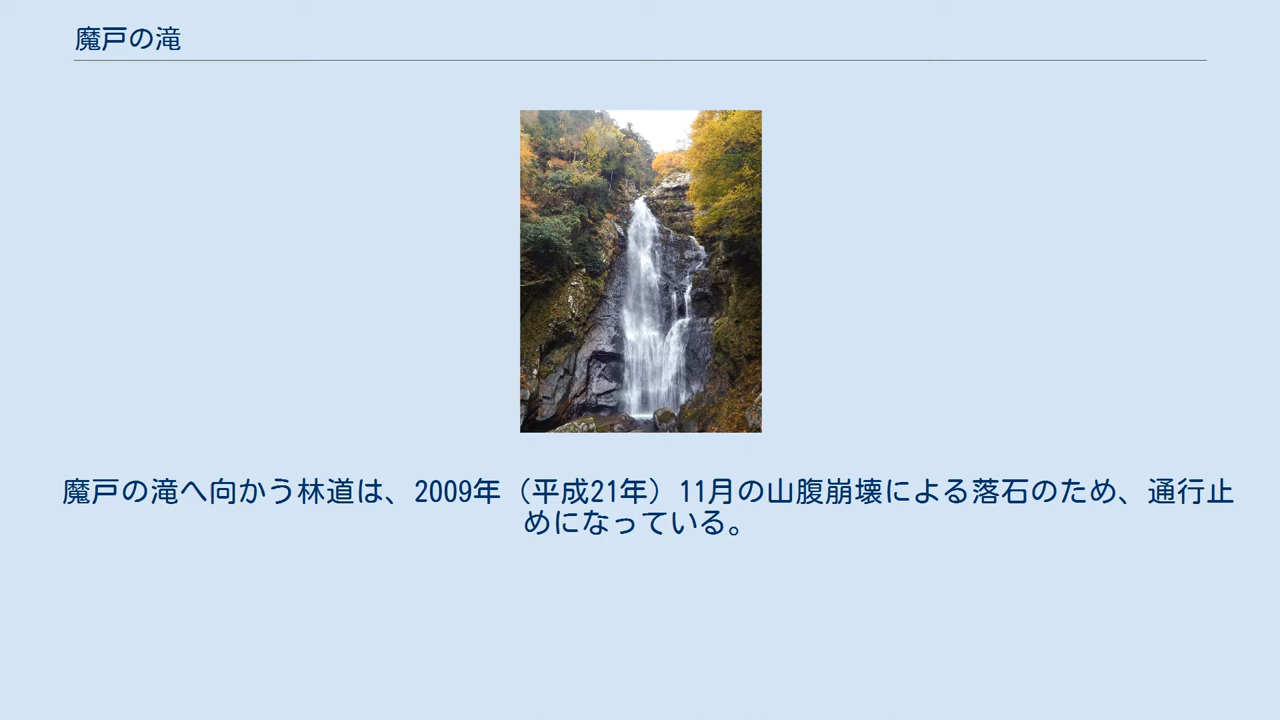 魔戸の滝
魔戸の滝へ向かう林道は、2009年（平成21年）11月の山腹崩壊による落石のため、通行止
めになっている。